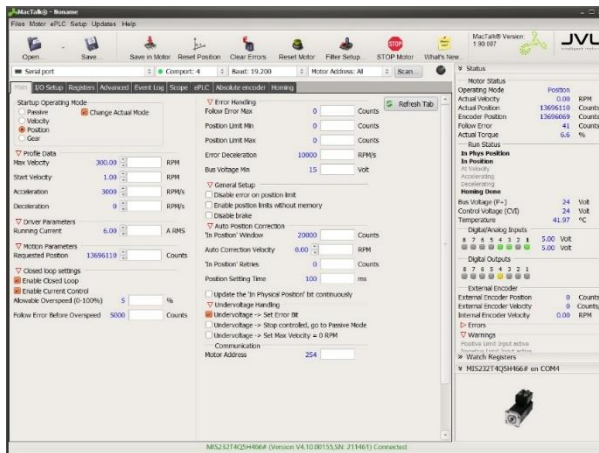 MacTalk® - Noname
Files Motor ePLC Setup Updates Help
Open... Save... Save in Motor Reset Position Clear Errors Reset Motor Filter Setup... STOP Motor What's New...
STOP
MacTalk® Version:
1.90.007
JVL
Serial port Comport: 4 Baud: 19.200 Motor Address: All Scan...
Main I/O Setup Registers Advanced Event Log Scope ePLC Absolute encoder Homing
Startup Operating Mode
Passive Change Actual Mode
Velocity
Position
Gear
Profile Data
Max Velocity 300.00 RPM
Start Velocity 1.00 RPM
Acceleration 3000 RPM/s
Deceleration 0 RPM/s
Driver Parameters
Running Current 6.00 A RMS
Motion Parameters
Requested Position 13696110 Counts
Closed loop settings
Enable Closed Loop
Enable Current Control
Allowable Overspeed (0-100%) 5 %
Follow Error Before Overspeed 5000 Counts
Error Handling
Follow Error Max 0 Counts
Position Limit Min 0 Counts
Position Limit Max 0 Counts
Error Deceleration 10000 RPM/s
Bus Voltage Min 15 Volt
General Setup
Disable error on position limit
Enable position limits without memory
Disable brake
Auto Position Correction
'In Position' Window 20000 Counts
Auto Correction Velocity 0.00 RPM
'In Position' Retries 0 Counts
Position Settling Time 100 ms
Update the 'In Physical Position' bit continuously
Undervoltage Handling
Undervoltage -> Set Error Bit
Undervoltage -> Stop controlled, go to Passive Mode
Undervoltage -> Set Max Velocity = 0 RPM
Communication
Motor Address 254
Refresh Tab
Status
Motor Status
Operating Mode Position
Actual Velocity 0.00 RPM
Actual Position 13696110 Counts
Encoder Position 13696069 Counts
Follow Error 41 Counts
Actual Torque 6.6 %
Run Status
In Phys Position
In Position
At Velocity
Accelerating
Decelerating
Homing Done
Bus Voltage (P+) 24 Volt
Control Voltage (CVI) 24 Volt
Temperature 41.97 °C
Digital/Analog Inputs
8 7 6 5 4 3 2 1 5.00 Volt
5.00 Volt
Digital Outputs
8 7 6 5 4 3 2 1
External Encoder
External Encoder Position 0 Counts
External Encoder Velocity 0 Counts/
Internal Encoder Velocity 0.00 RPM
Errors
Warnings
Positive Limit Input active
Negative Limit Input active
Watch Registers
MIS232T4Q5H466# on COM4
MIS232T4Q5H466# (Version V4.10.00155,SN: 211461) Connected